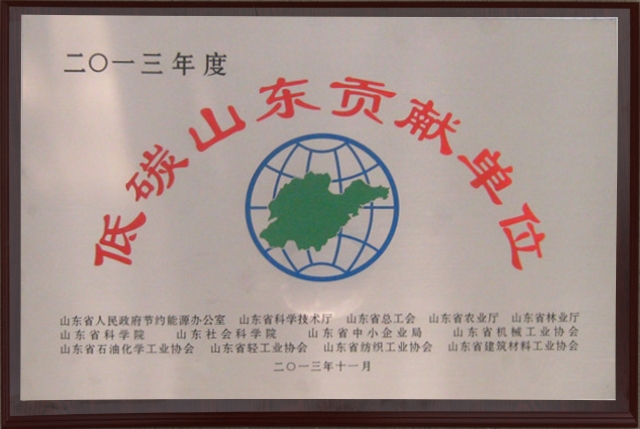 二〇一三年度
低碳山东贡献单位
山东省人民政府节约能源办公室 山东省科学技术厅 山东省总工会 山东省农业厅 山东省林业厅
山东省科学院 山东社会科学院 山东省中小企业局 山东省机械工业协会
山东省石油化学工业协会 山东省轻工业协会 山东省纺织工业协会 山东省建筑材料工业协会
二〇一三年十一月